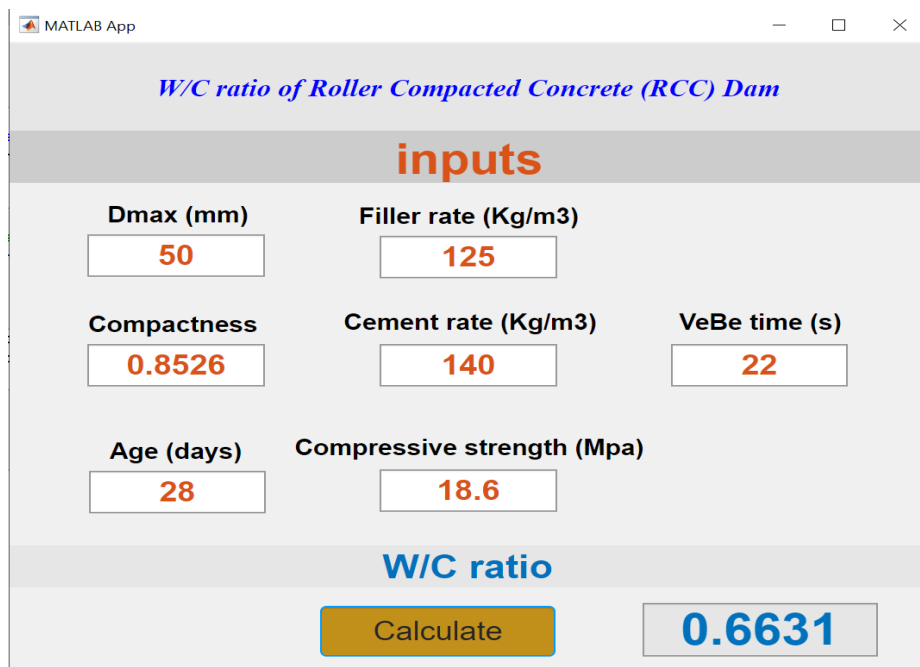 MATLAB App
W/C ratio of Roller Compacted Concrete (RCC) Dam
inputs
Dmax (mm)
Filler rate (Kg/m3)
50
125
Compactness
Cement rate (Kg/m3)
VeBe time (s)
0.8526
140
22
Age (days)
Compressive strength (Mpa)
28
18.6
W/C ratio
Calculate
0.6631